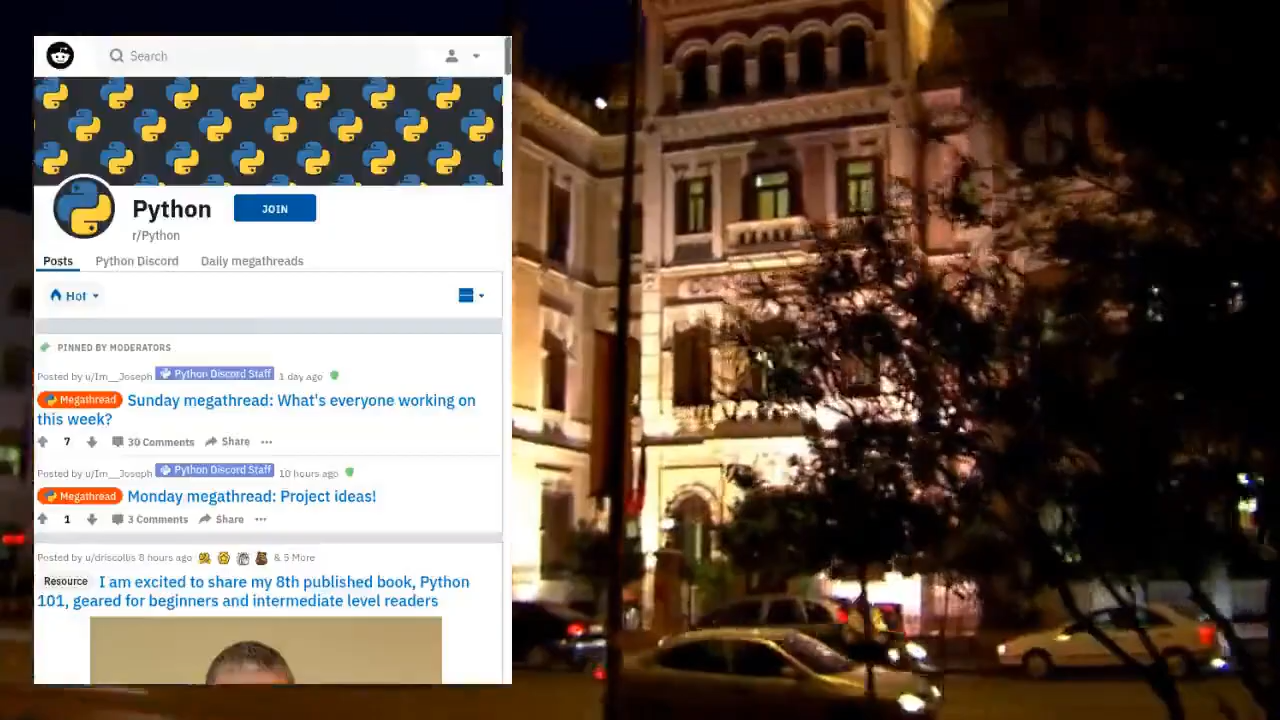 Search
Python
JOIN
r/Python
Posts
Python Discord
Daily megathreads
Hot
PINNED BY MODERATORS
Posted by u/Im__Joseph Python Discord Staff 1 day ago
Megathread Sunday megathread: What's everyone working on
this week?
7 30 Comments Share
Posted by u/Im__Joseph Python Discord Staff 10 hours ago
Megathread Monday megathread: Project ideas!
1 3 Comments Share
Posted by u/driscollis 8 hours ago & 5 More
Resource I am excited to share my 8th published book, Python
101, geared for beginners and intermediate level readers